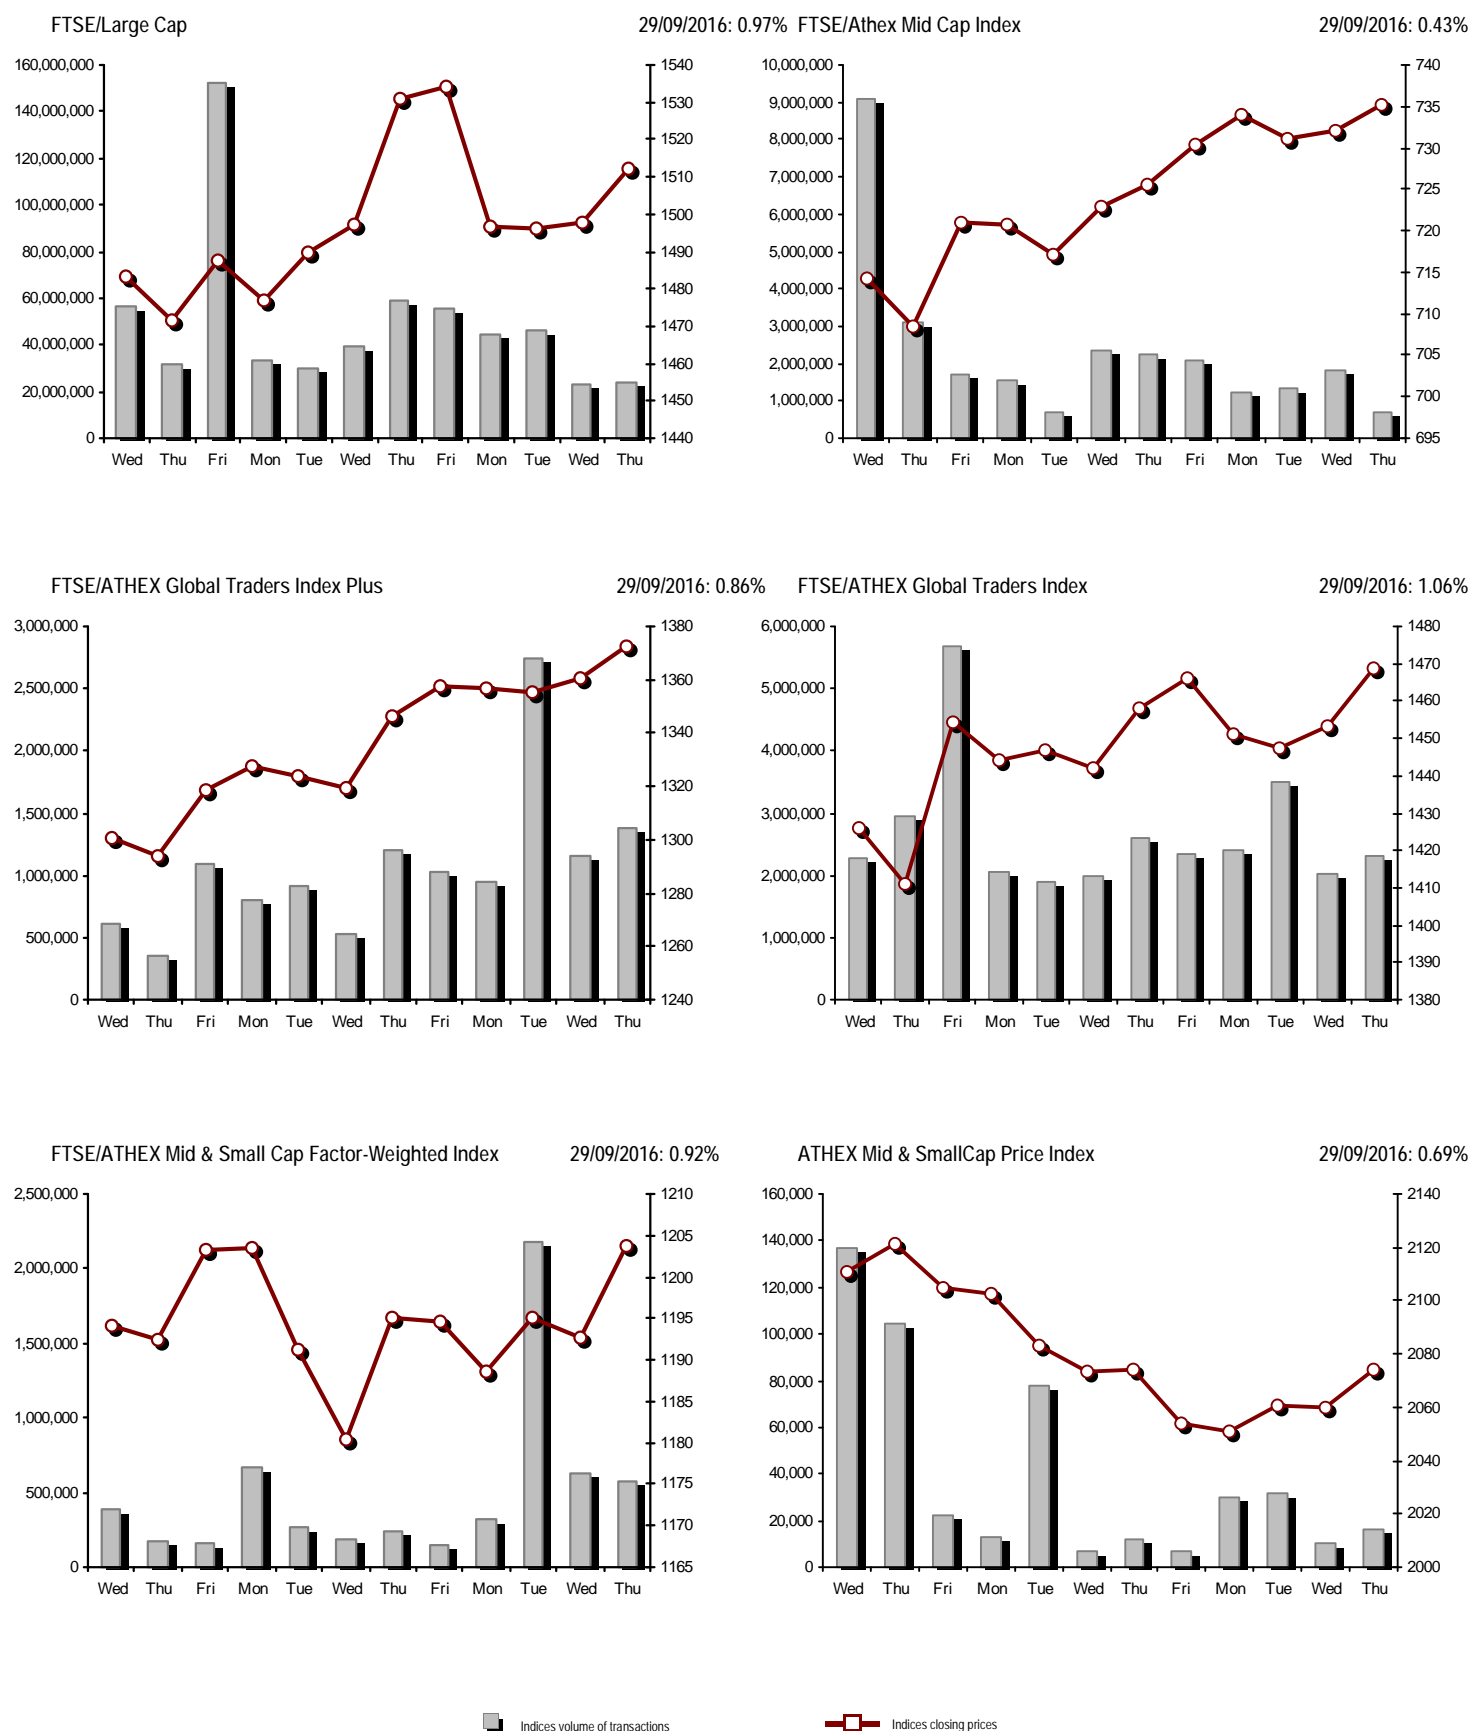 FTSE/Large Cap 29/09/2016: 0.97% FTSE/Athex Mid Cap Index 29/09/2016: 0.43%
160,000,000 1540 10,000,000 740
140,000,000 1530 9,000,000 735
120,000,000 1520 8,000,000 730
100,000,000 1510 7,000,000 725
80,000,000 1500 6,000,000 720
60,000,000 1490 5,000,000 715
40,000,000 1480 4,000,000 710
20,000,000 1470 3,000,000 705
0 1460 2,000,000 700
1450 1,000,000 695
1440 0
Wed Thu Fri Mon Tue Wed Thu Fri Mon Tue Wed Thu Wed Thu Fri Mon Tue Wed Thu Fri Mon Tue Wed Thu
FTSE/ATHEX Global Traders Index Plus 29/09/2016: 0.86% FTSE/ATHEX Global Traders Index 29/09/2016: 1.06%
3,000,000 1380 6,000,000 1480
2,500,000 1360 5,000,000 1470
2,000,000 1340 4,000,000 1460
1,500,000 1320 3,000,000 1450
1,000,000 1300 2,000,000 1440
500,000 1280 1,000,000 1430
0 1260 0 1420
1240 1410
1400
1390
1380
Wed Thu Fri Mon Tue Wed Thu Fri Mon Tue Wed Thu Wed Thu Fri Mon Tue Wed Thu Fri Mon Tue Wed Thu
FTSE/ATHEX Mid & Small Cap Factor-Weighted Index 29/09/2016: 0.92% ATHEX Mid & SmallCap Price Index 29/09/2016: 0.69%
2,500,000 1210 160,000 2140
2,000,000 1205 140,000 2120
1,500,000 1200 120,000 2100
1,000,000 1195 100,000 2080
500,000 1190 80,000 2060
0 1185 60,000 2040
1180 40,000 2020
1175 20,000 2000
1170 0
1165
Wed Thu Fri Mon Tue Wed Thu Fri Mon Tue Wed Thu Wed Thu Fri Mon Tue Wed Thu Fri Mon Tue Wed Thu
Indices volume of transactions Indices closing prices